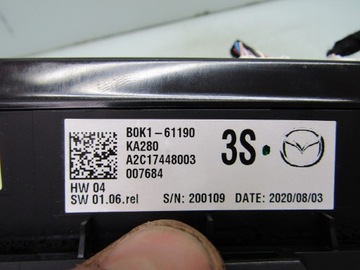 B0K1-61190
KA280
A2C17448003
007684
3S
HW 04
SW 01.06.rel
S/N: 200109
DATE: 2020/08/03